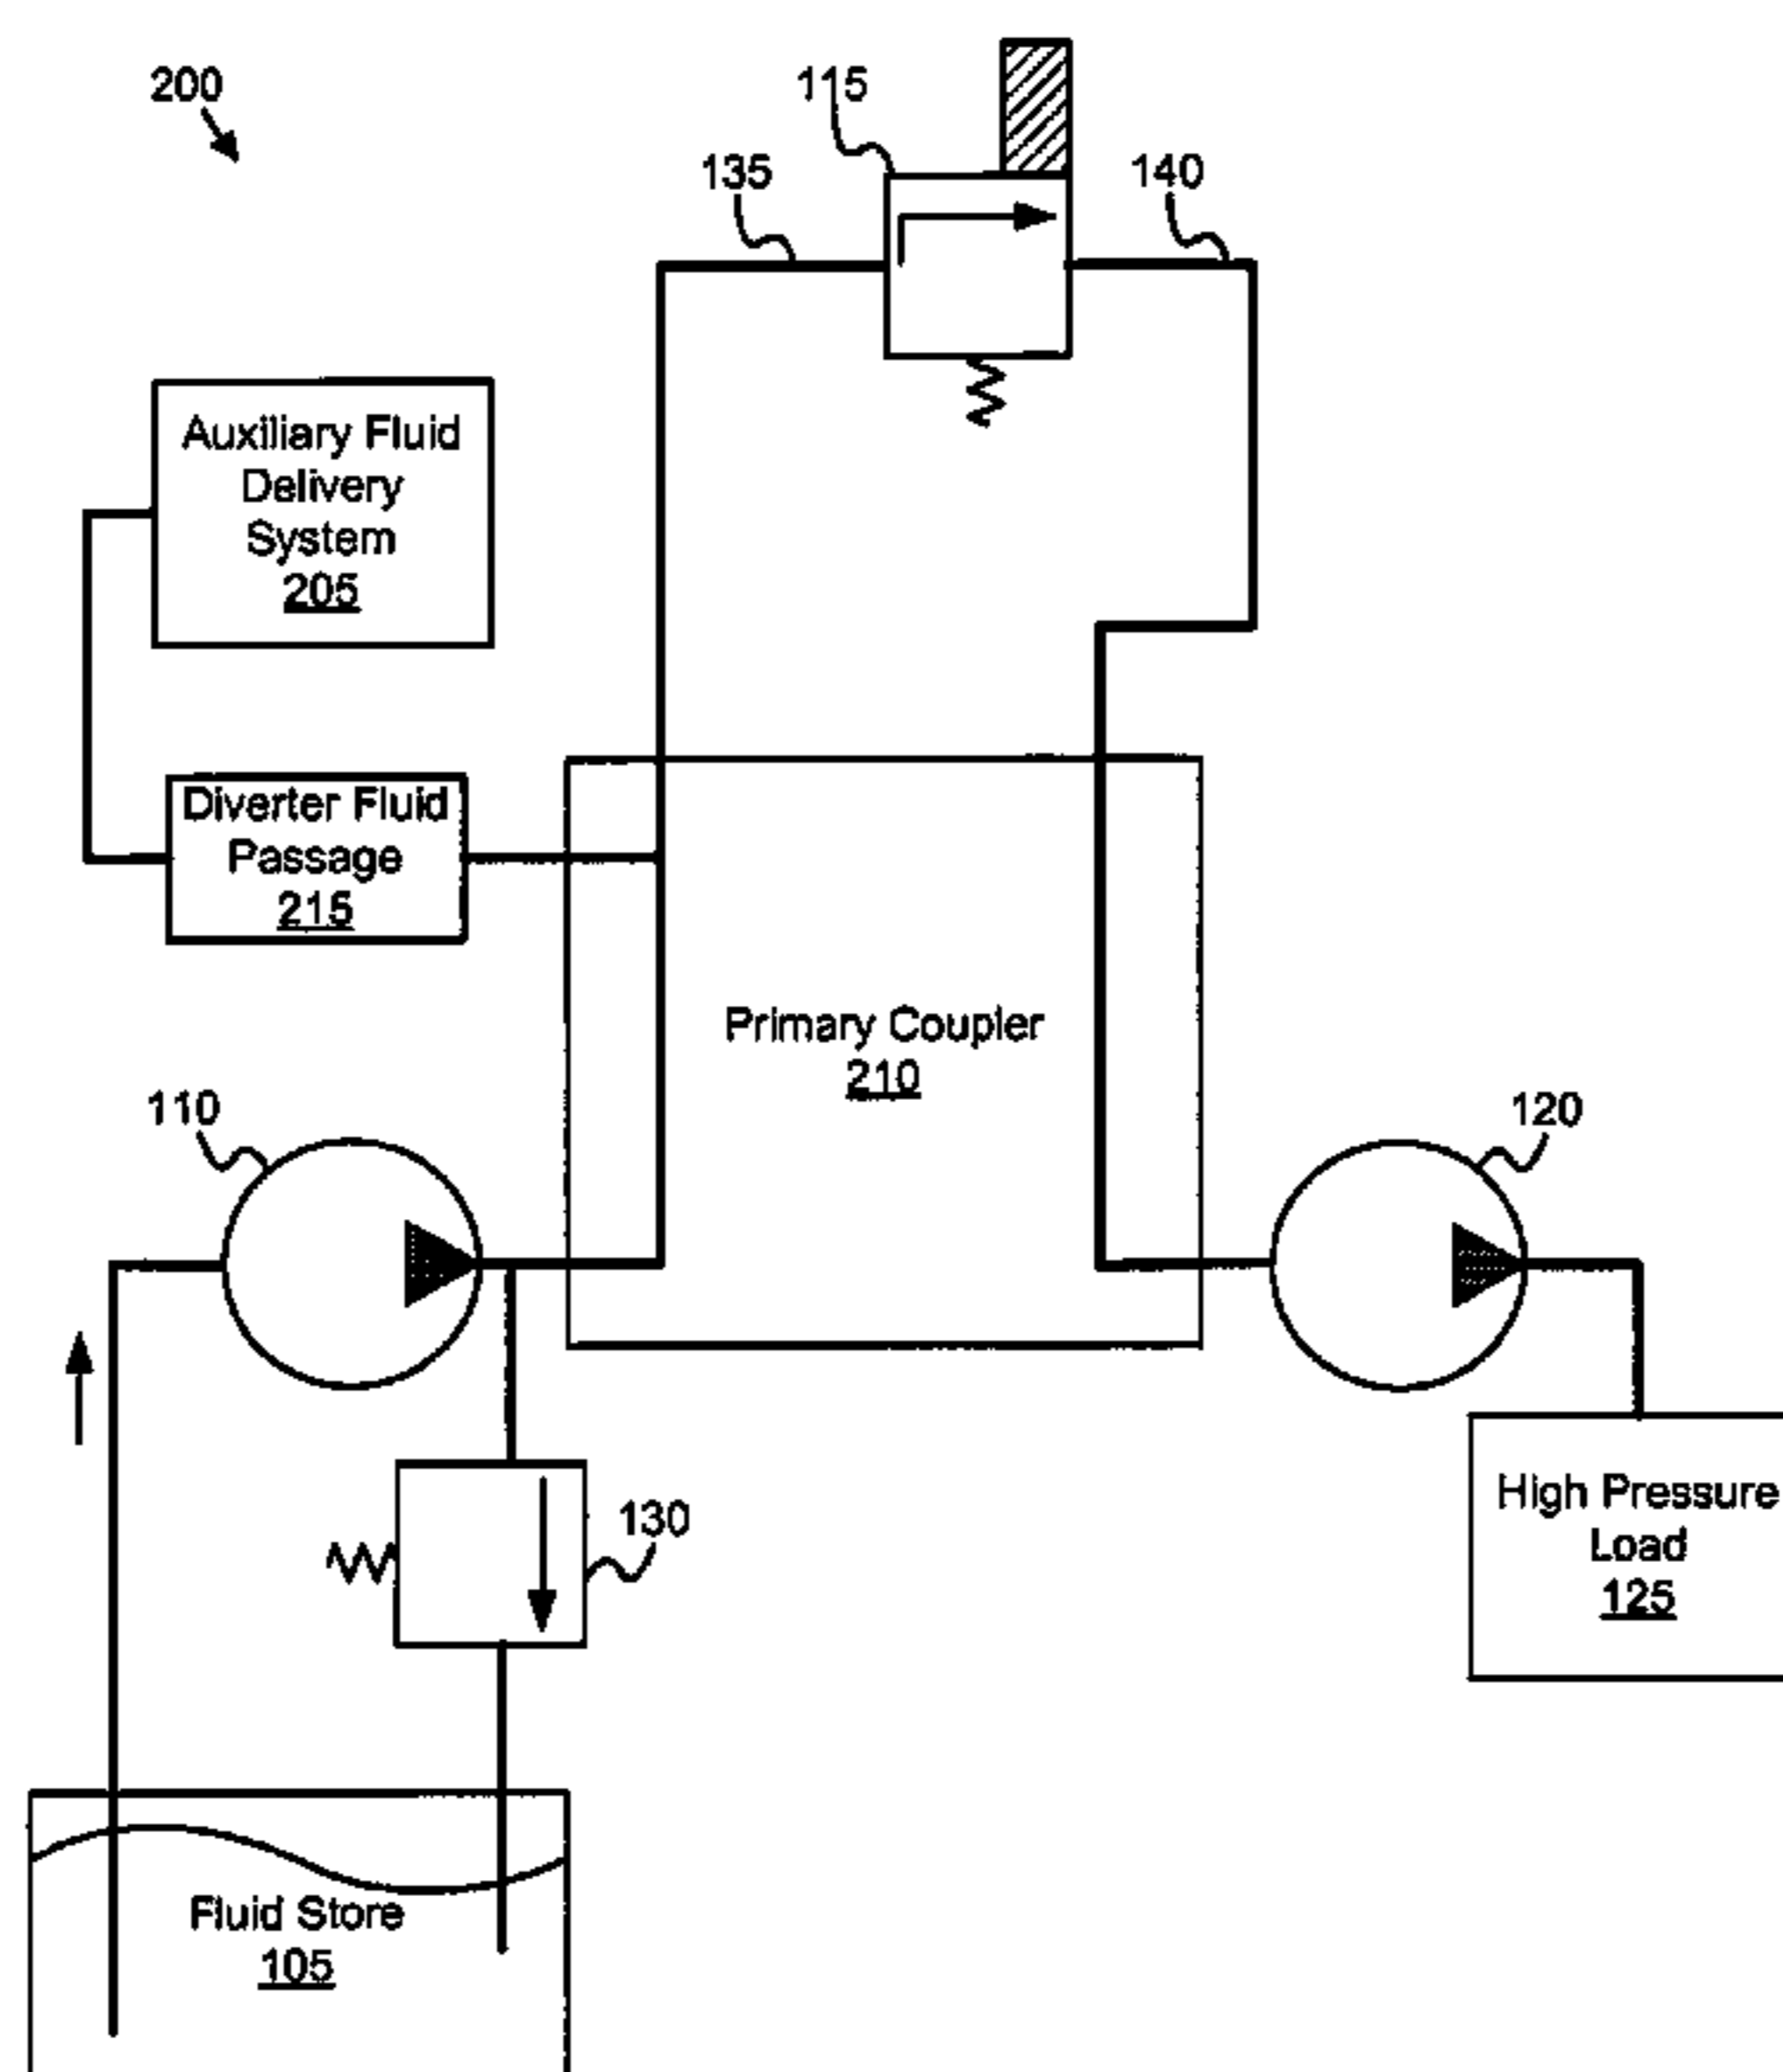 200
115
135
140
Auxiliary Fluid
Delivery
System
205
Diverter Fluid
Passage
215
Primary Coupler
210
110
120
High Pressure
Load
125
130
Fluid Store
105